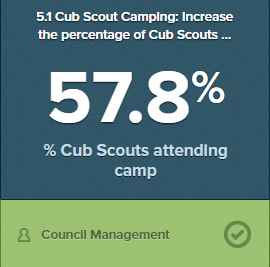 5.1 Cub Scout Camping: Increase
the percentage of Cub Scouts ...
57.8%
% Cub Scouts attending
camp
Council Management